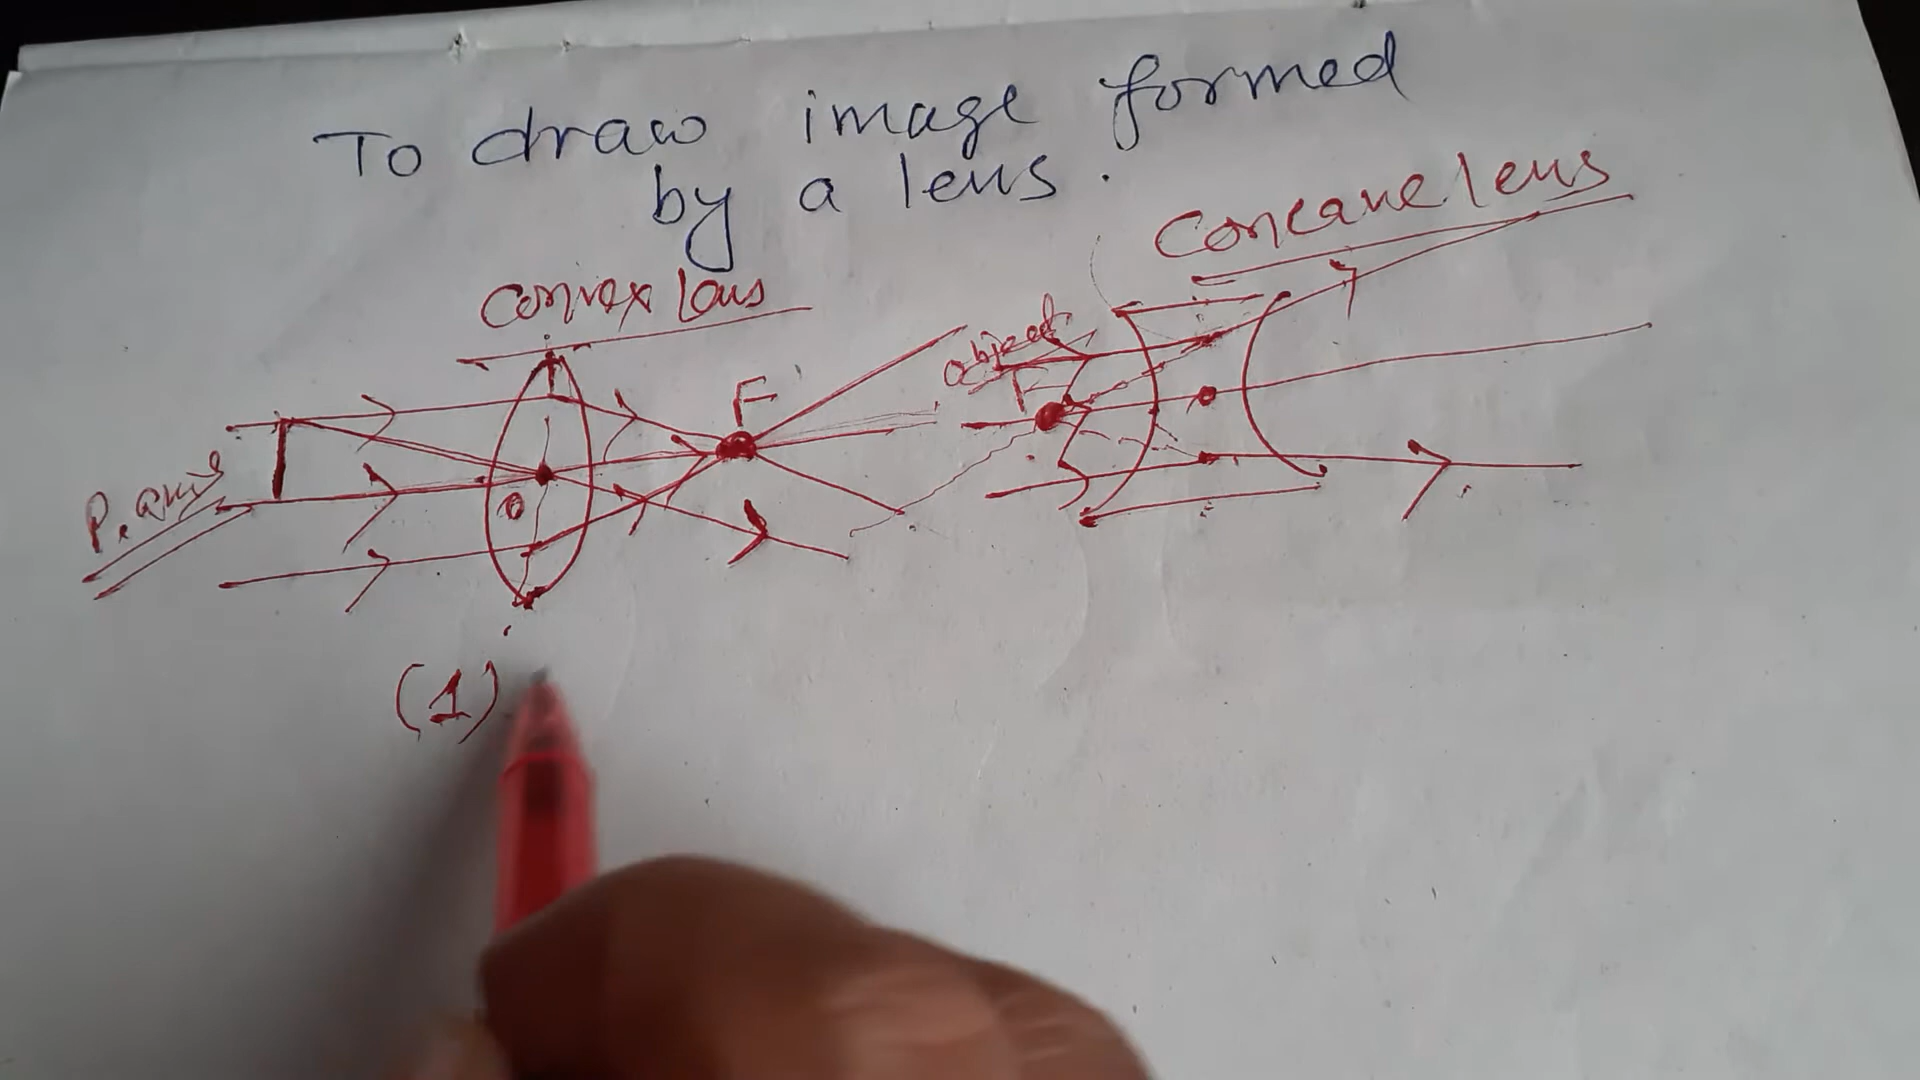 To draw image formed
by a lens.
Concave lens
Convex lens
object
F
F
P. axis
O
(1)